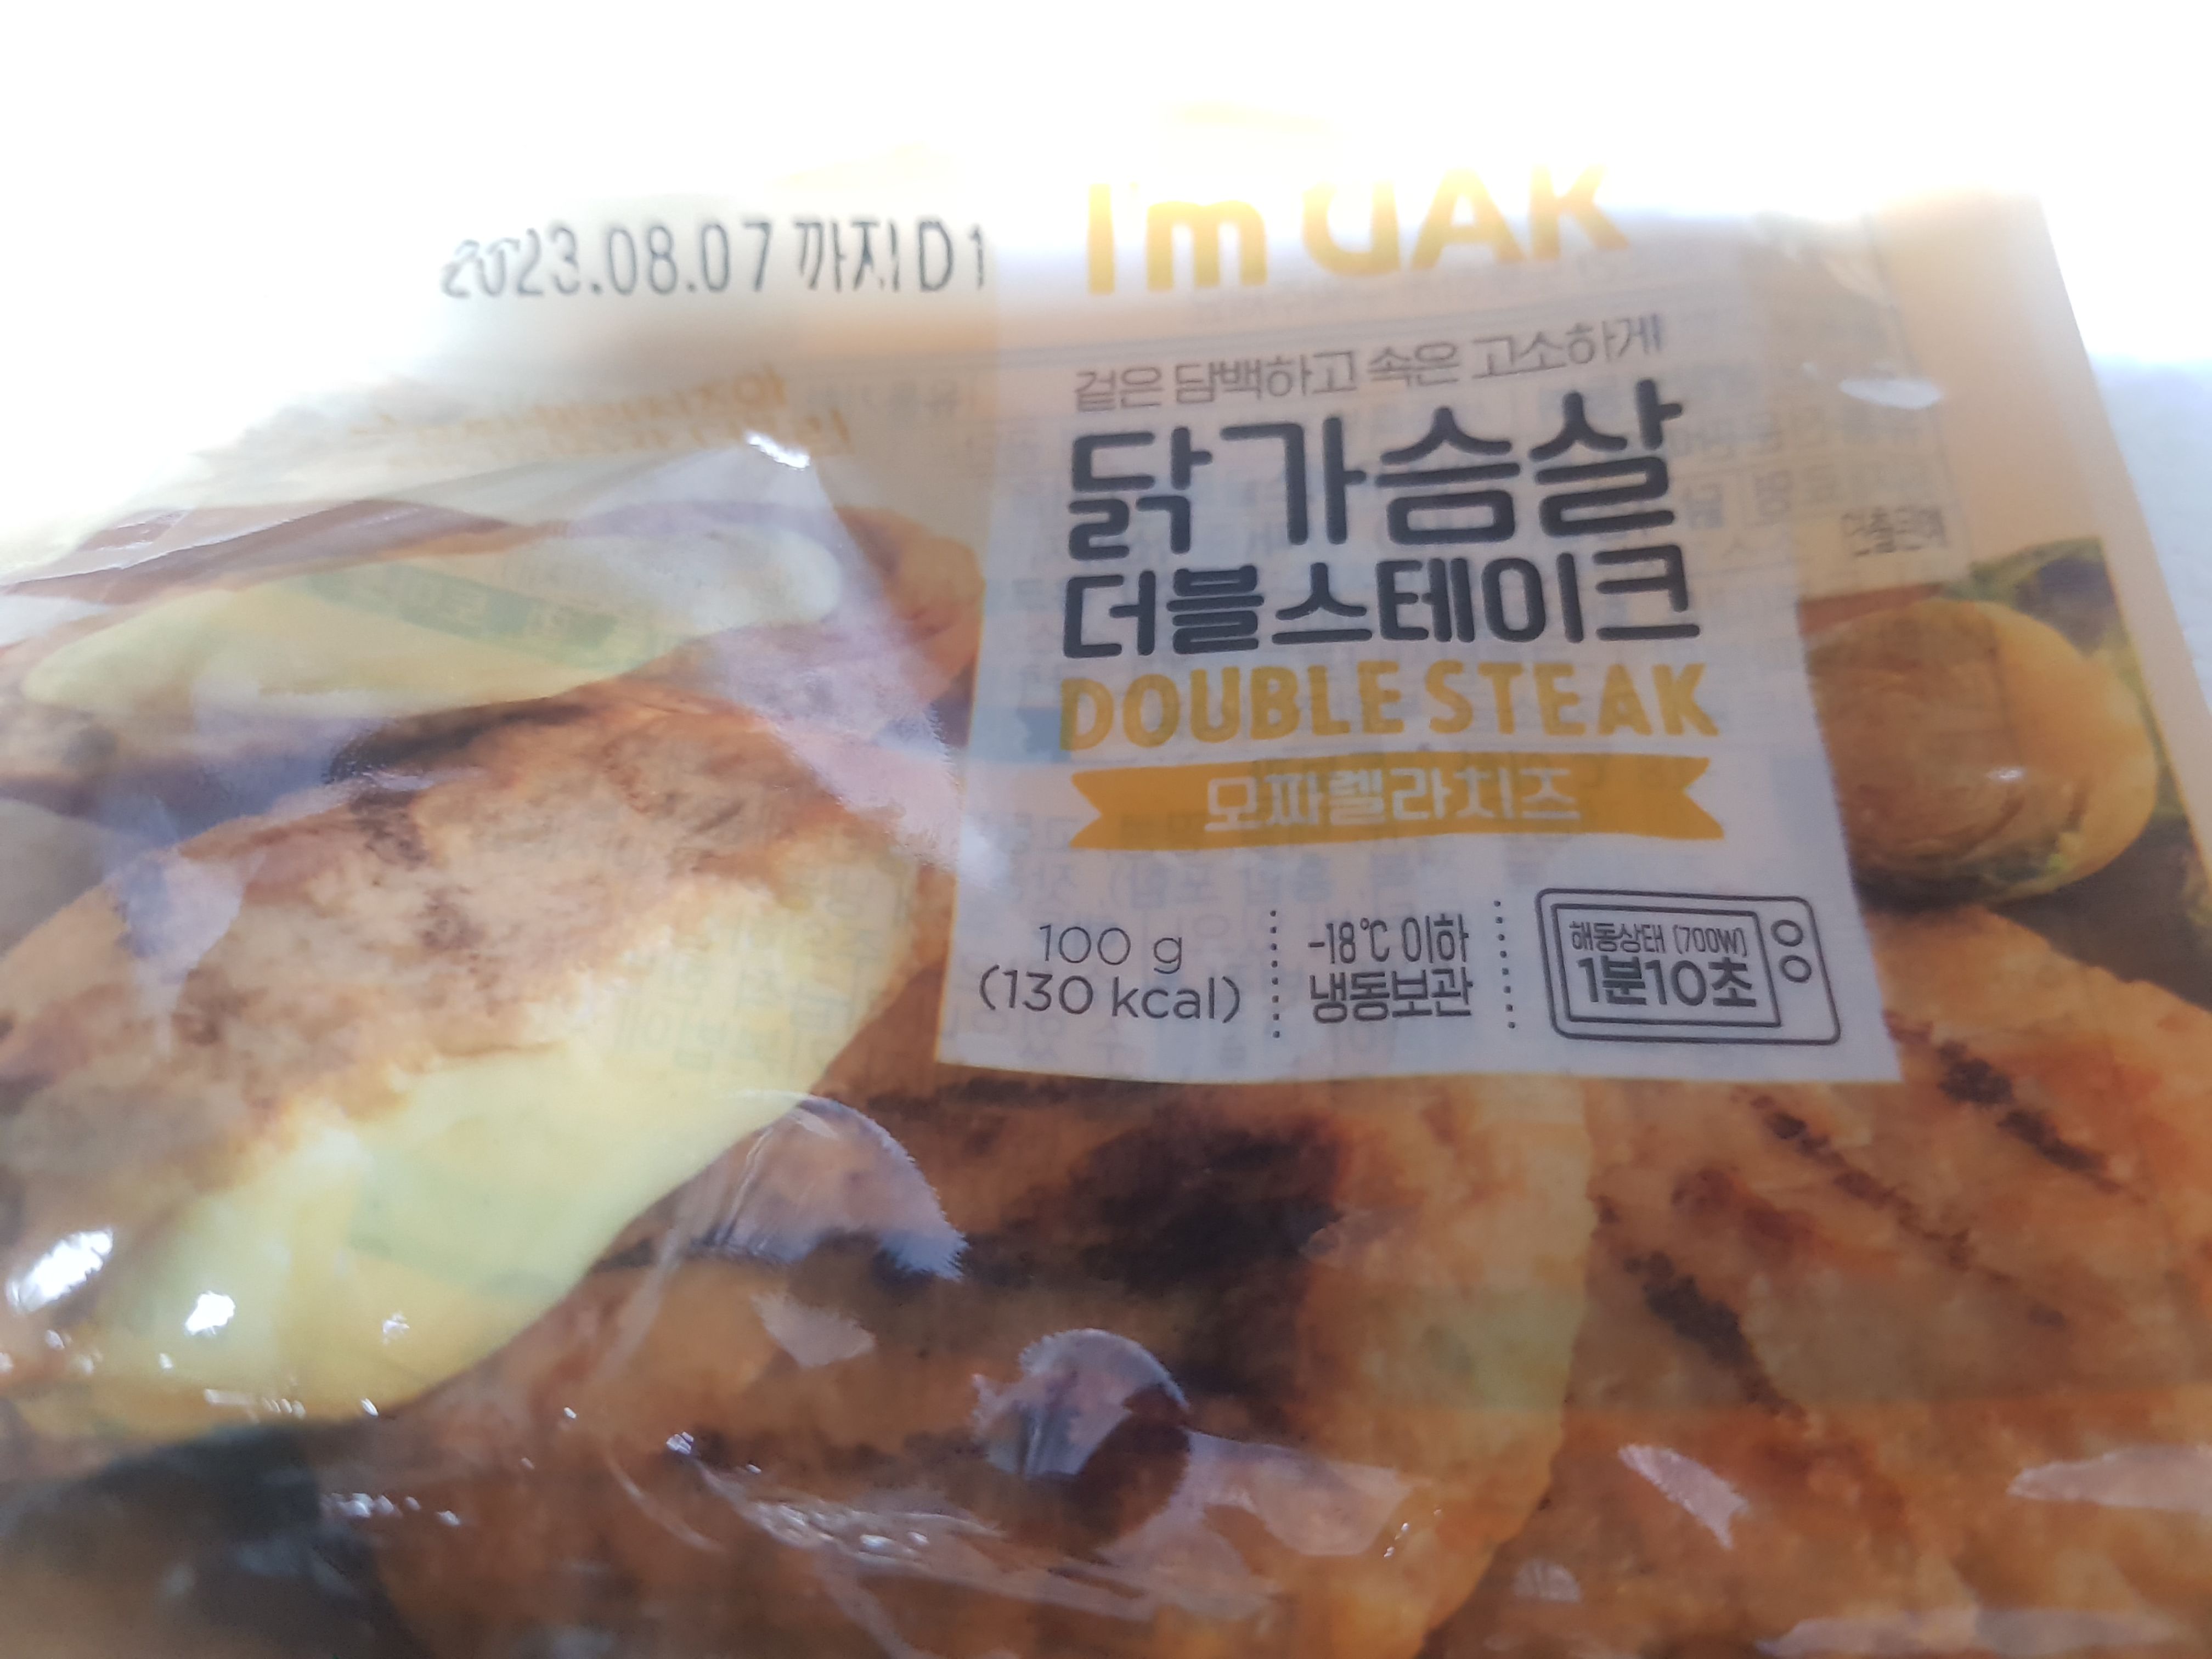 2023.08.07 까지 D1
I'm DAK
겉은 담백하고 속은 고소하게
닭가슴살
더블스테이크
DOUBLE STEAK
모짜렐라치즈
100 g
(130 kcal)
-18℃ 이하
냉동보관
해동상태 (700W)
1분10초